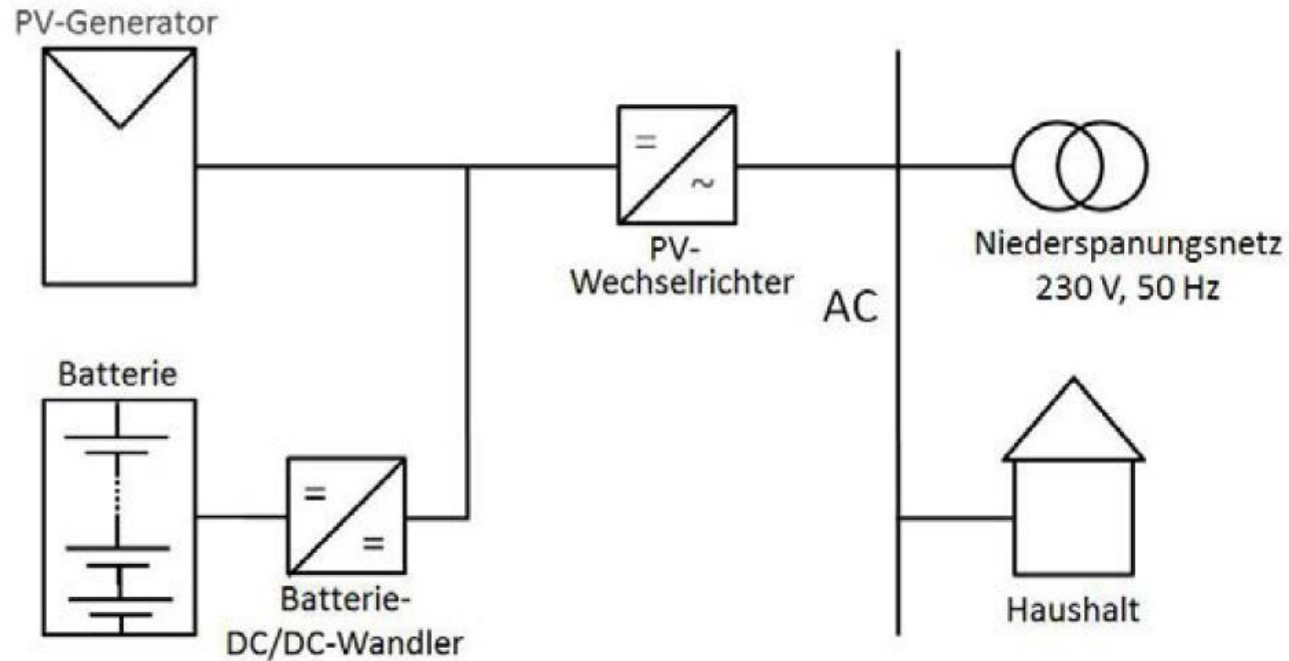 PV-Generator
=
~
PV-
Wechselrichter
AC
Niederspanungsnetz
230 V, 50 Hz
Batterie
=
=
Batterie-
DC/DC-Wandler
Haushalt